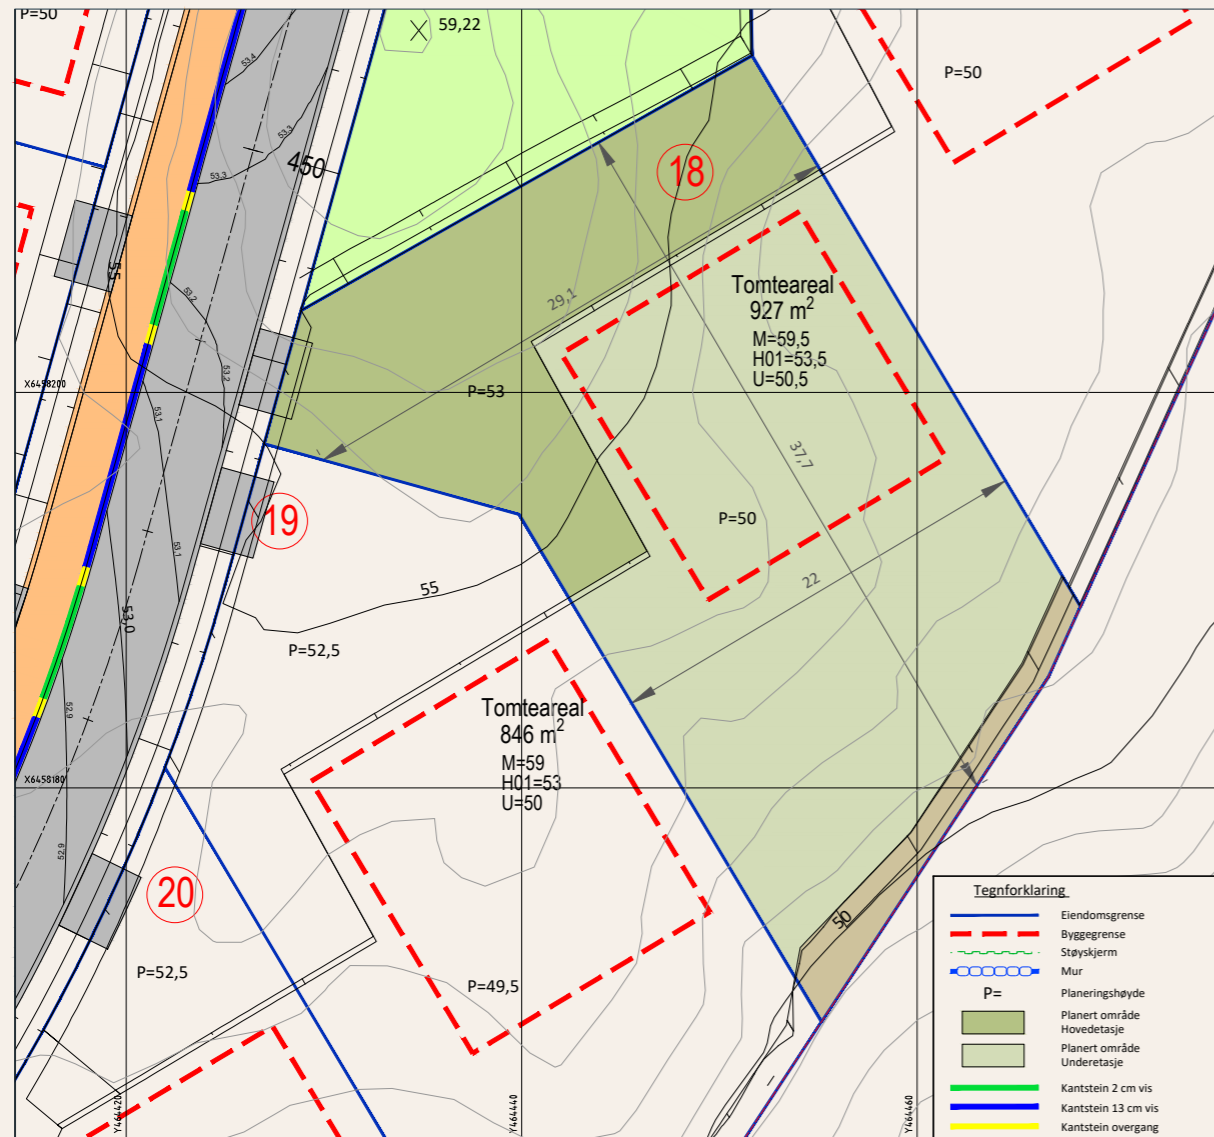 P=50
59,22
P=50
53,4
53,3
450
53,3
18
55
53,2
29,1
Tomteareal
927 m²
M=59,5
H01=53,5
U=50,5
53,2
X6458200
P=53
53,1
37,7
19
P=50
53,1
55
22
53,0
P=52,5
52,9
Tomteareal
846 m²
M=59
H01=53
U=50
X6458180
52,9
20
50
P=52,5
P=49,5
Y464420
Y464440
Y464460
Tegnforklaring
Eiendomsgrense
Byggegrense
Støyskjerm
Mur
P= Planeringshøyde
Planert område
Hovedetasje
Planert område
Underetasje
Kantstein 2 cm vis
Kantstein 13 cm vis
Kantstein overgang